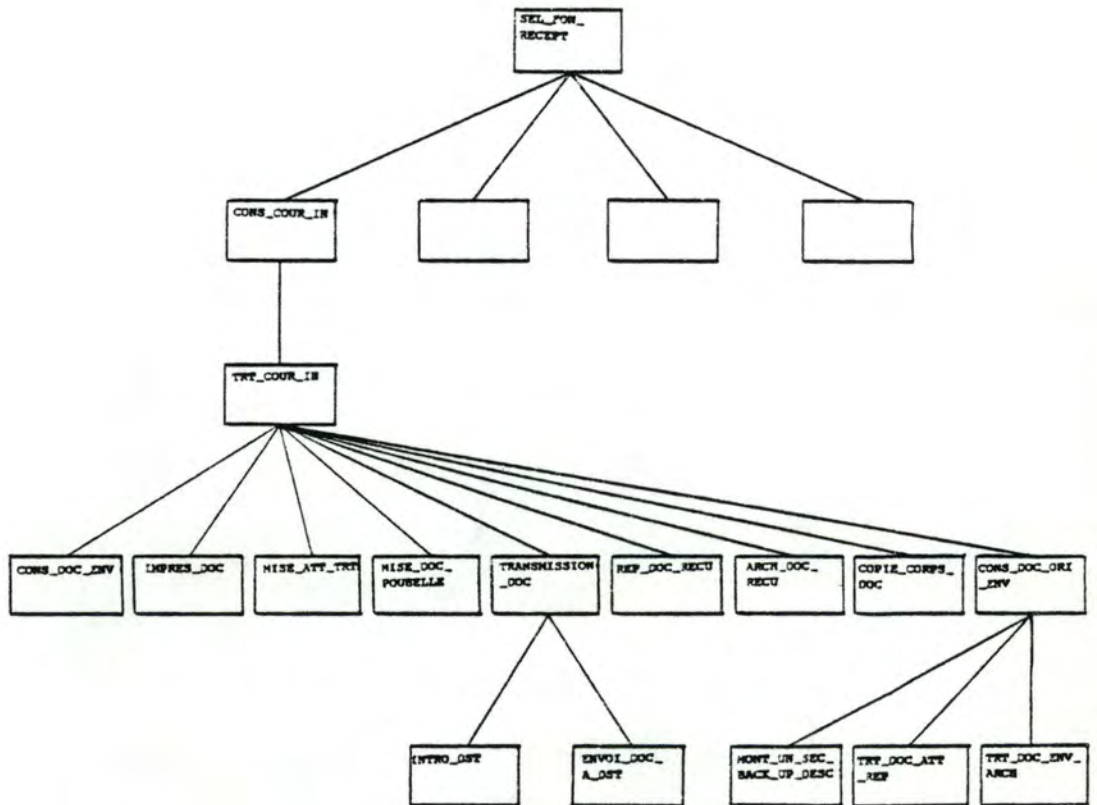 SEL_FON_
RECEPT
CONS_COUR_IN
TRT_COUR_IN
CONS_DOC_ENV
IMPRES_DOC
MISE_ATT_TRT
MISE_DOC_
POUBELLE
TRANSMISSION
_DOC
REP_DOC_RECU
ARCH_DOC_
RECU
COPIE_CORPS_
DOC
CONS_DOC_ORI
_ENV
INTRO_DST
ENVOI_DOC_
A_DST
MONT_UN_SEC_
BACK_UP_DESC
TRT_DOC_ATT
_REP
TRT_DOC_ENV_
ARCH